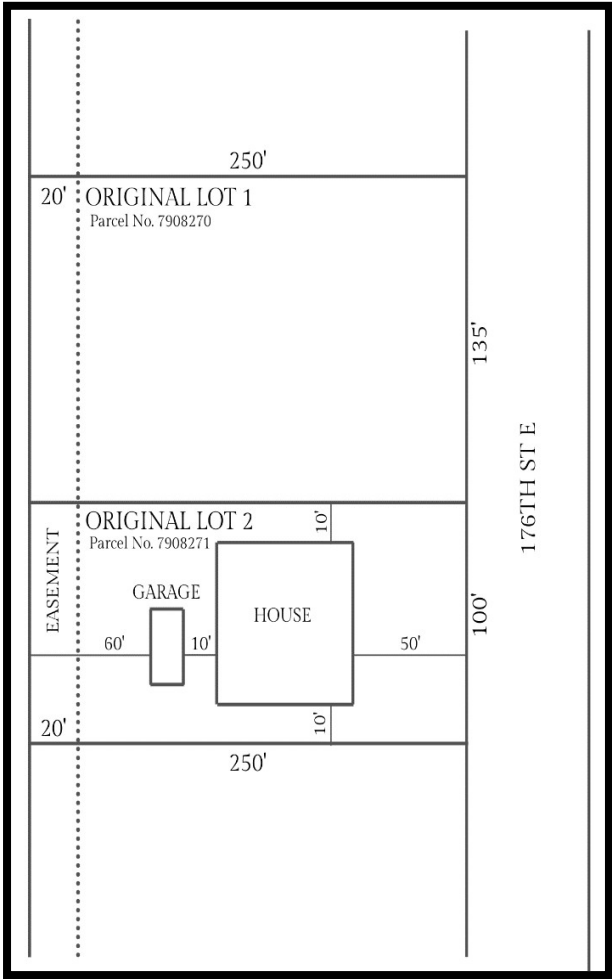 250'
20'
ORIGINAL LOT 1
Parcel No. 7908270
135'
176TH ST E
ORIGINAL LOT 2
Parcel No. 7908271
10'
EASEMENT
GARAGE
HOUSE
100'
60'
10'
50'
20'
10'
250'